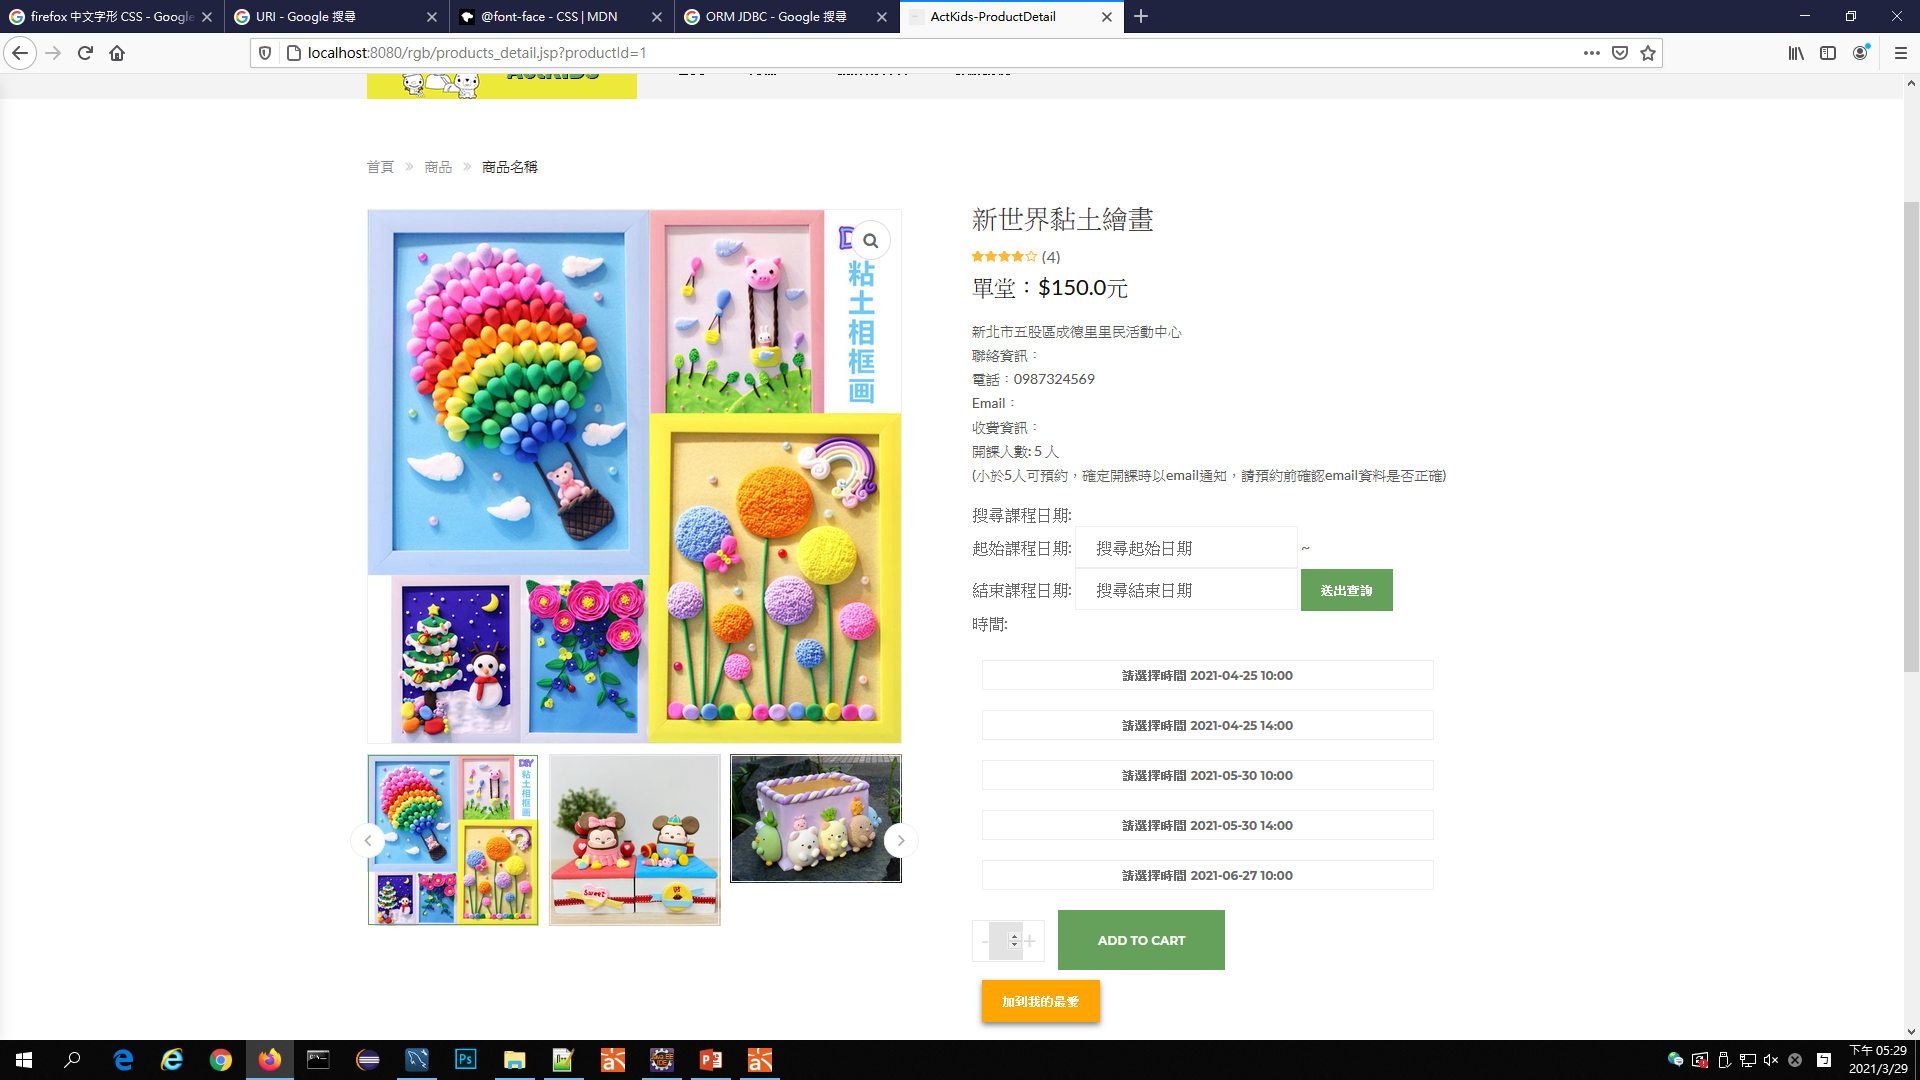 firefox 中文字形 CSS - Google
URI - Google 搜尋
@font-face - CSS | MDN
ORM JDBC - Google 搜尋
ActKids-ProductDetail
localhost:8080/rgb/products_detail.jsp?productId=1
首頁 » 商品 » 商品名稱
DIY
粘土相框画
新世界黏土繪畫
(4)
單堂：$150.0元
新北市五股區成德里里民活動中心
聯絡資訊：
電話：0987324569
Email：
收費資訊：
開課人數: 5 人
(小於5人可預約，確定開課時以email通知，請預約前確認email資料是否正確)
搜尋課程日期:
起始課程日期: 搜尋起始日期 ~
結束課程日期: 搜尋結束日期 送出查詢
時間:
請選擇時間 2021-04-25 10:00
請選擇時間 2021-04-25 14:00
請選擇時間 2021-05-30 10:00
請選擇時間 2021-05-30 14:00
請選擇時間 2021-06-27 10:00
- + ADD TO CART
加到我的最愛
Sweet
下午 05:29
2021/3/29